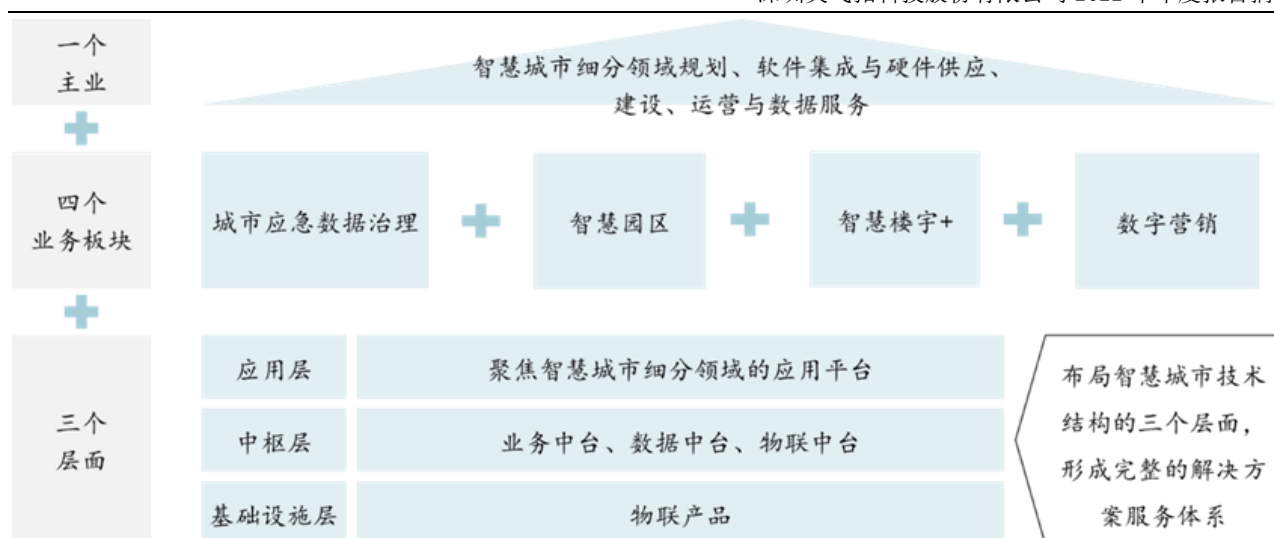 一个
主业
智慧城市细分领域规划、软件集成与硬件供应、
建设、运营与数据服务
四个
业务板块
城市应急数据治理
智慧园区
智慧楼宇+
数字营销
三个
层面
应用层
聚焦智慧城市细分领域的应用平台
中枢层
业务中台、数据中台、物联中台
基础设施层
物联产品
布局智慧城市技术
结构的三个层面,
形成完整的解决方
案服务体系